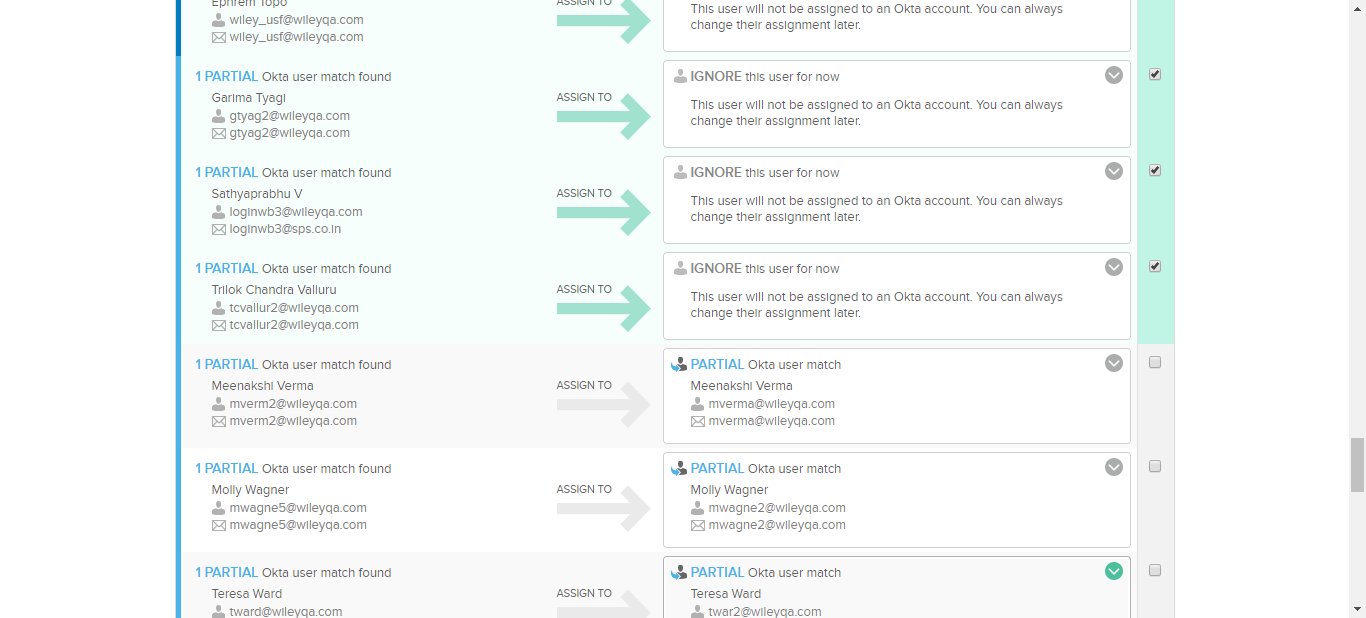 Ephrem Topo
wiley_usf@wileyqa.com
wiley_usf@wileyqa.com
ASSIGN TO
This user will not be assigned to an Okta account. You can always
change their assignment later.
1 PARTIAL Okta user match found
Garima Tyagi
gtyag2@wileyqa.com
gtyag2@wileyqa.com
ASSIGN TO
IGNORE this user for now
This user will not be assigned to an Okta account. You can always
change their assignment later.
1 PARTIAL Okta user match found
Sathyaprabhu V
loginwb3@wileyqa.com
loginwb3@sps.co.in
ASSIGN TO
IGNORE this user for now
This user will not be assigned to an Okta account. You can always
change their assignment later.
1 PARTIAL Okta user match found
Trilok Chandra Valluru
tcvallur2@wileyqa.com
tcvallur2@wileyqa.com
ASSIGN TO
IGNORE this user for now
This user will not be assigned to an Okta account. You can always
change their assignment later.
1 PARTIAL Okta user match found
Meenakshi Verma
mverm2@wileyqa.com
mverm2@wileyqa.com
ASSIGN TO
PARTIAL Okta user match
Meenakshi Verma
mverma@wileyqa.com
mverma@wileyqa.com
1 PARTIAL Okta user match found
Molly Wagner
mwagne5@wileyqa.com
mwagne5@wileyqa.com
ASSIGN TO
PARTIAL Okta user match
Molly Wagner
mwagne2@wileyqa.com
mwagne2@wileyqa.com
1 PARTIAL Okta user match found
Teresa Ward
tward@wileyqa.com
ASSIGN TO
PARTIAL Okta user match
Teresa Ward
twar2@wileyqa.com